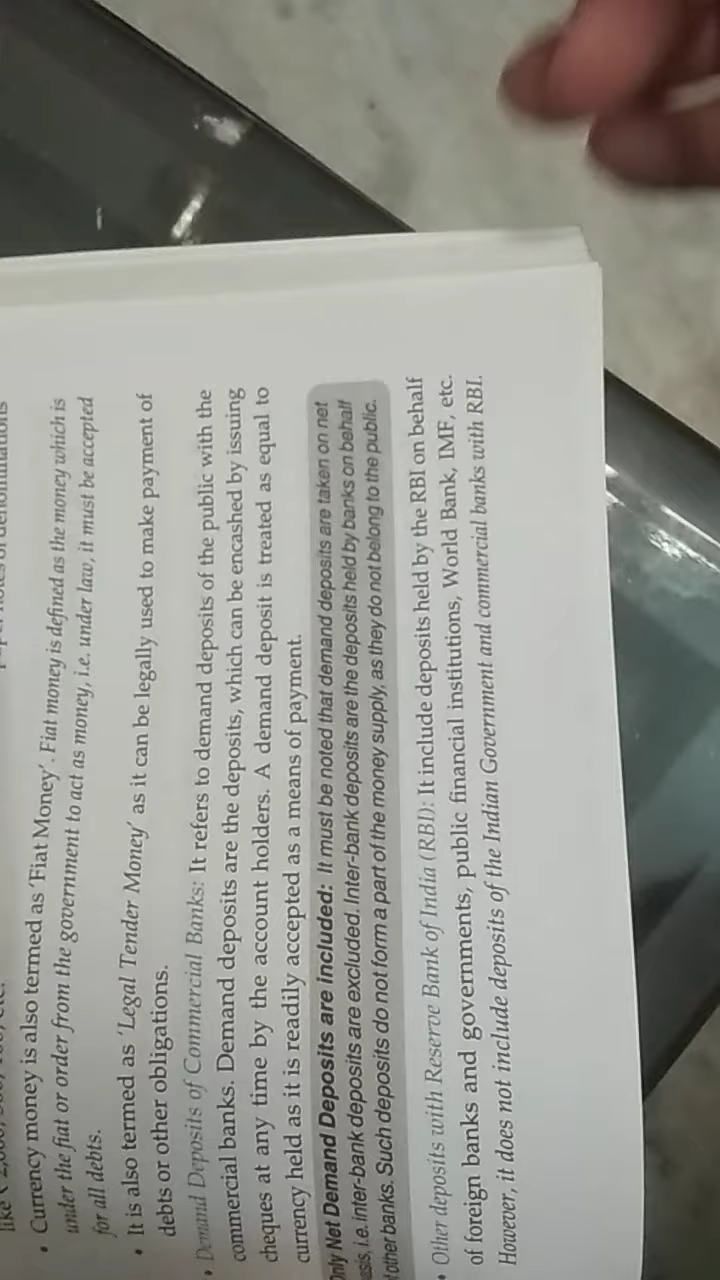 like ₹ 2,000, 500, 100, etc.
• Currency money is also termed as 'Fiat Money'. Fiat money is defined as the money which is
under the fiat or order from the government to act as money, i.e. under law, it must be accepted
for all debts.
• It is also termed as 'Legal Tender Money' as it can be legally used to make payment of
debts or other obligations.
• Demand Deposits of Commercial Banks: It refers to demand deposits of the public with the
commercial banks. Demand deposits are the deposits, which can be encashed by issuing
cheques at any time by the account holders. A demand deposit is treated as equal to
currency held as it is readily accepted as a means of payment.
Only Net Demand Deposits are included: It must be noted that demand deposits are taken on net
basis, i.e. inter-bank deposits are excluded. Inter-bank deposits are the deposits held by banks on behalf
other banks. Such deposits do not form a part of the money supply, as they do not belong to the public.
• Other deposits with Reserve Bank of India (RBI): It include deposits held by the RBI on behalf
of foreign banks and governments, public financial institutions, World Bank, IMF, etc.
However, it does not include deposits of the Indian Government and commercial banks with RBI.